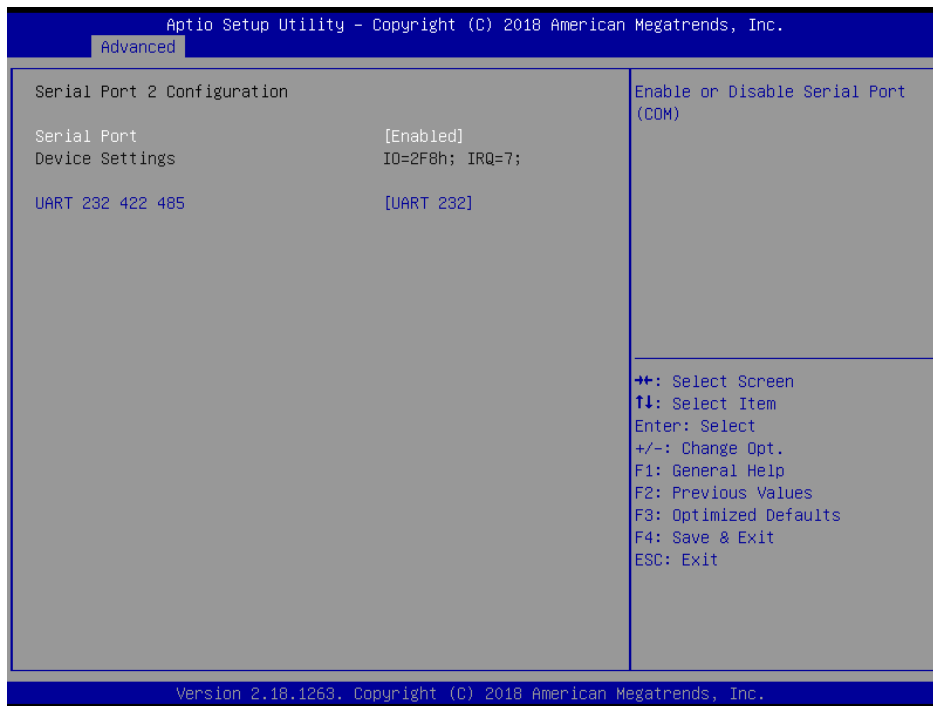 Aptio Setup Utility – Copyright (C) 2018 American Megatrends, Inc.
Advanced
Serial Port 2 Configuration
Serial Port [Enabled]
Device Settings IO=2F8h; IRQ=7;
UART 232 422 485 [UART 232]
Enable or Disable Serial Port
(COM)
→←: Select Screen
↑↓: Select Item
Enter: Select
+/-: Change Opt.
F1: General Help
F2: Previous Values
F3: Optimized Defaults
F4: Save & Exit
ESC: Exit
Version 2.18.1263. Copyright (C) 2018 American Megatrends, Inc.